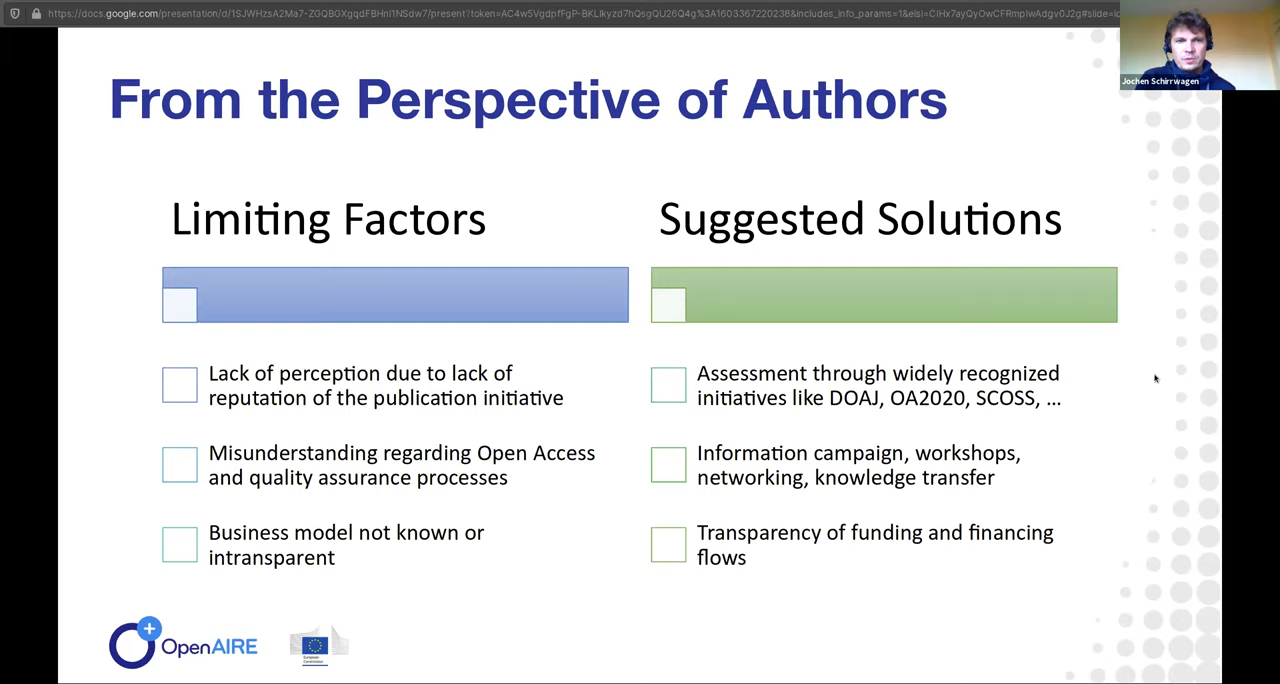 From the Perspective of Authors
Jochen Schirrwagen
Limiting Factors
Lack of perception due to lack of
reputation of the publication initiative
Misunderstanding regarding Open Access
and quality assurance processes
Business model not known or
intransparent
Suggested Solutions
Assessment through widely recognized
initiatives like DOAJ, OA2020, SCOSS, ...
Information campaign, workshops,
networking, knowledge transfer
Transparency of funding and financing
flows
OpenAIRE
European
Commission